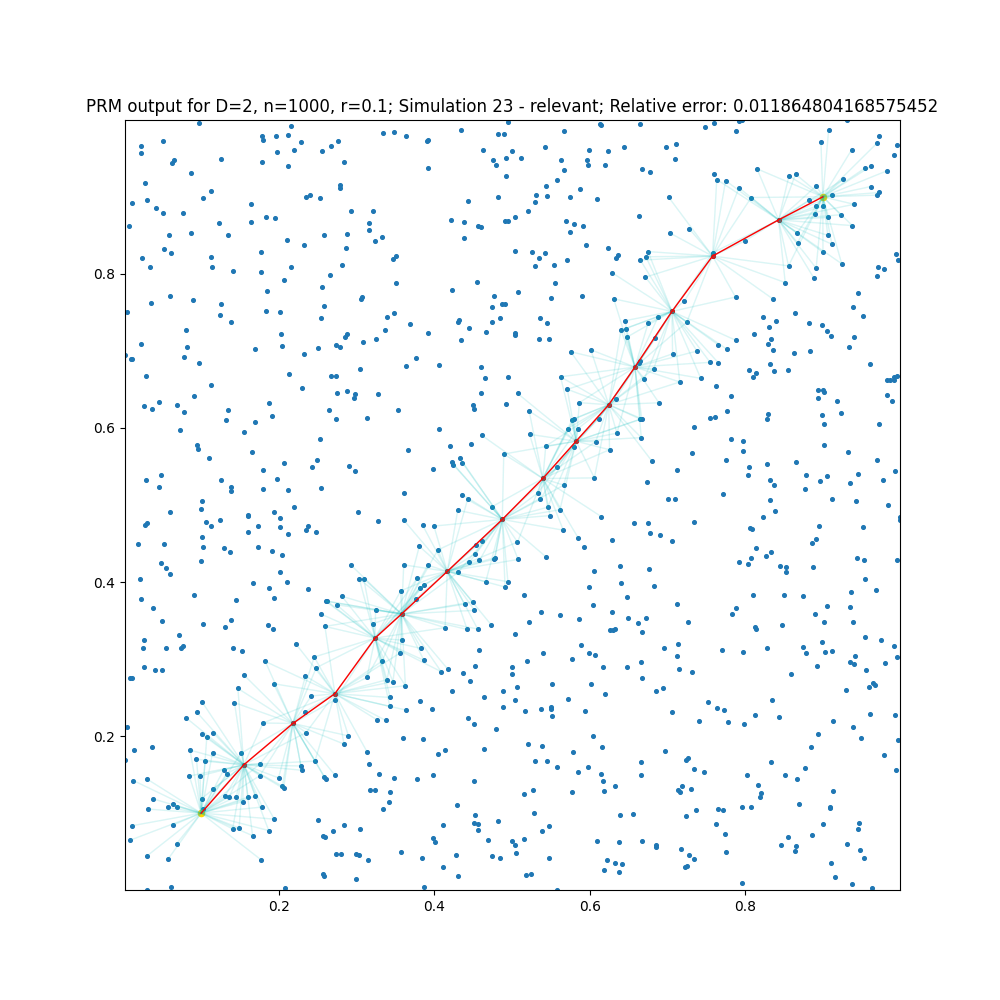 PRM output for D=2, n=1000, r=0.1; Simulation 23 - relevant; Relative error: 0.011864804168575452
0.8
0.6
0.4
0.2
0.2 0.4 0.6 0.8